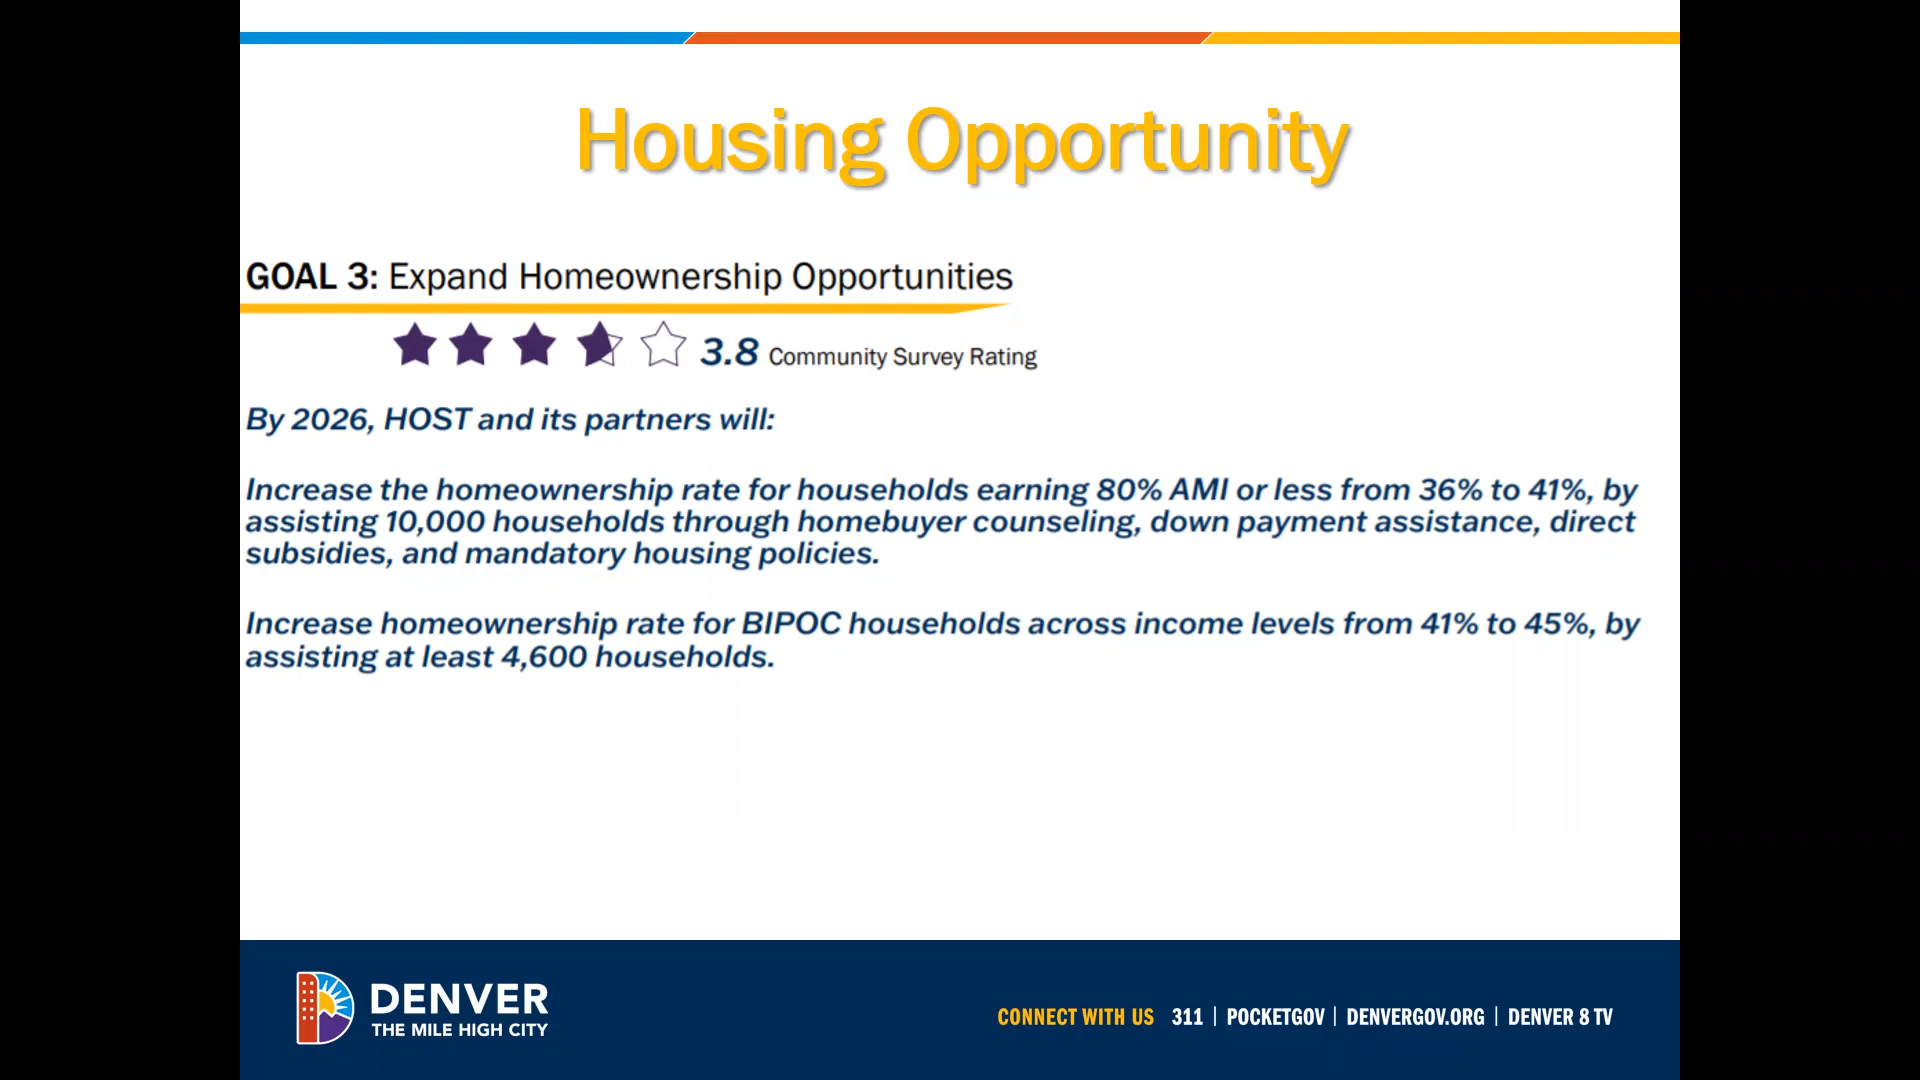 Housing Opportunity
GOAL 3: Expand Homeownership Opportunities
3.8 Community Survey Rating
By 2026, HOST and its partners will:
Increase the homeownership rate for households earning 80% AMI or less from 36% to 41%, by
assisting 10,000 households through homebuyer counseling, down payment assistance, direct
subsidies, and mandatory housing policies.
Increase homeownership rate for BIPOC households across income levels from 41% to 45%, by
assisting at least 4,600 households.
DENVER
THE MILE HIGH CITY
CONNECT WITH US 311 | POCKETGOV | DENVERGOV.ORG | DENVER 8 TV